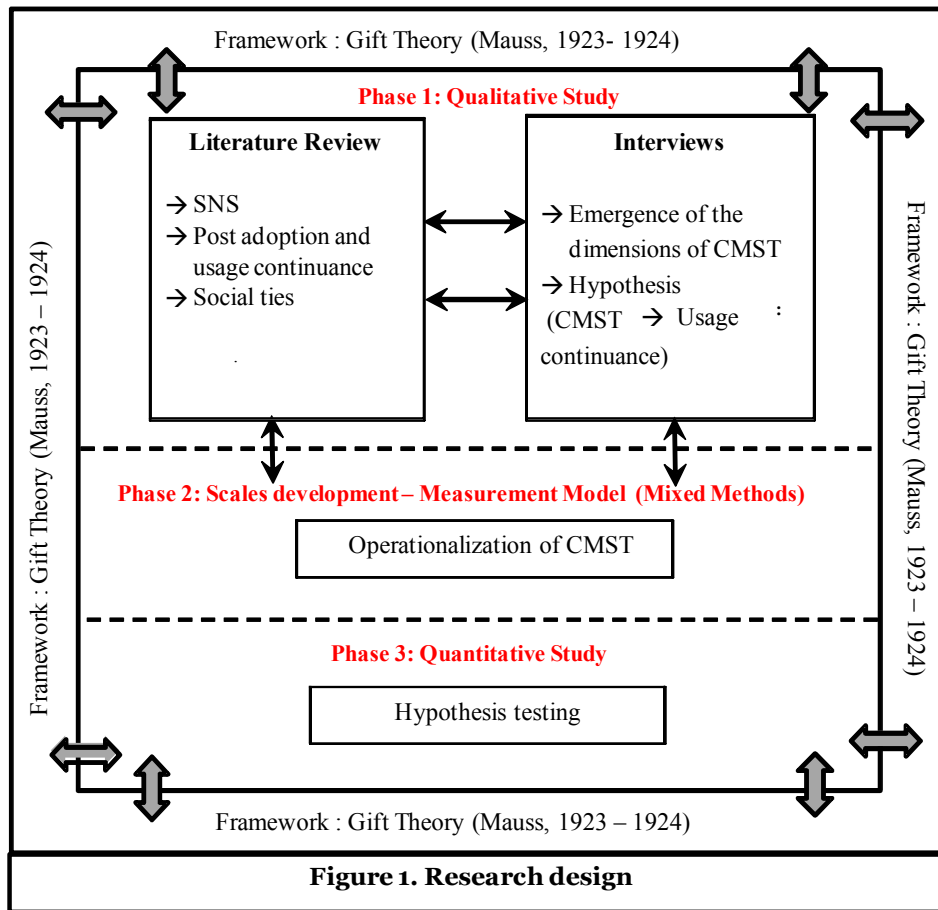 Framework : Gift Theory (Mauss, 1923- 1924)
Phase 1: Qualitative Study
Literature Review
→ SNS
→ Post adoption and
usage continuance
→ Social ties
.
Interviews
→ Emergence of the
dimensions of CMST
→ Hypothesis
(CMST → Usage :
continuance)
Framework : Gift Theory (Mauss, 1923 – 1924)
Framework : Gift Theory (Mauss, 1923 – 1924)
Phase 2: Scales development – Measurement Model (Mixed Methods)
Operationalization of CMST
Phase 3: Quantitative Study
Hypothesis testing
Framework : Gift Theory (Mauss, 1923 – 1924)
Figure 1. Research design